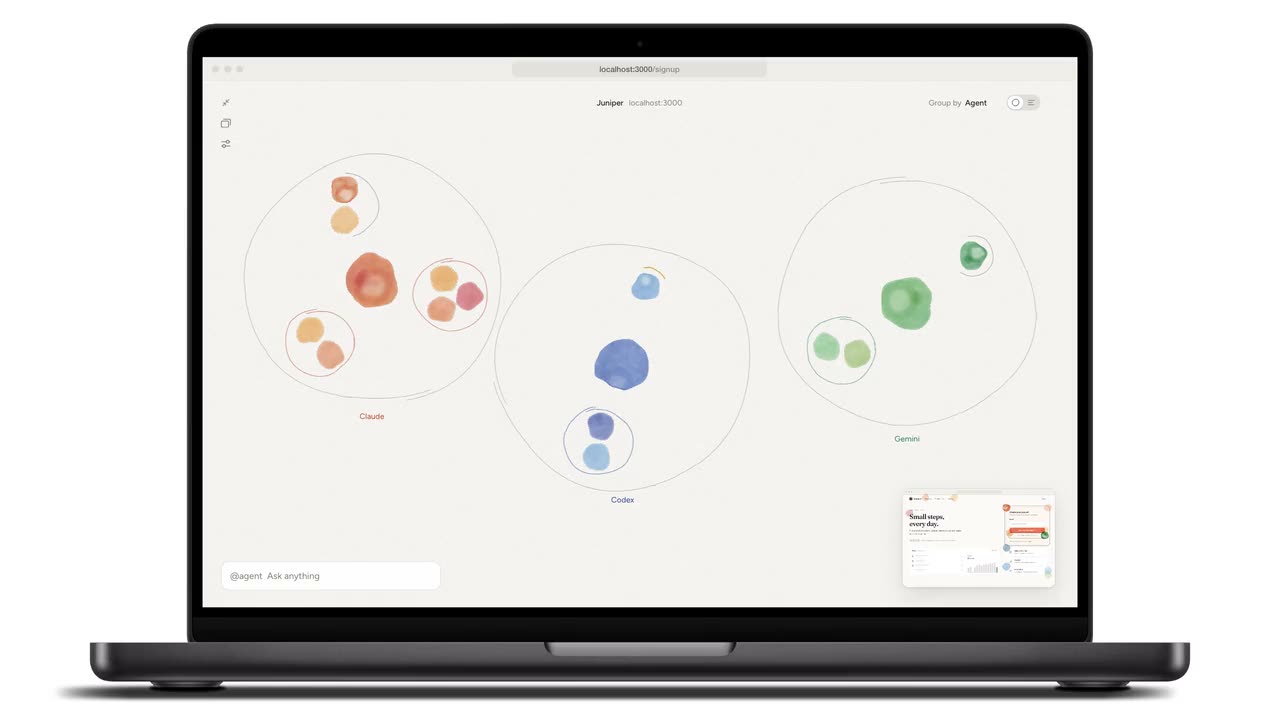 localhost:3000/signup
Juniper localhost:3000
Group by Agent
Claude
Gemini
Codex
Small steps,
every day.
@agent Ask anything